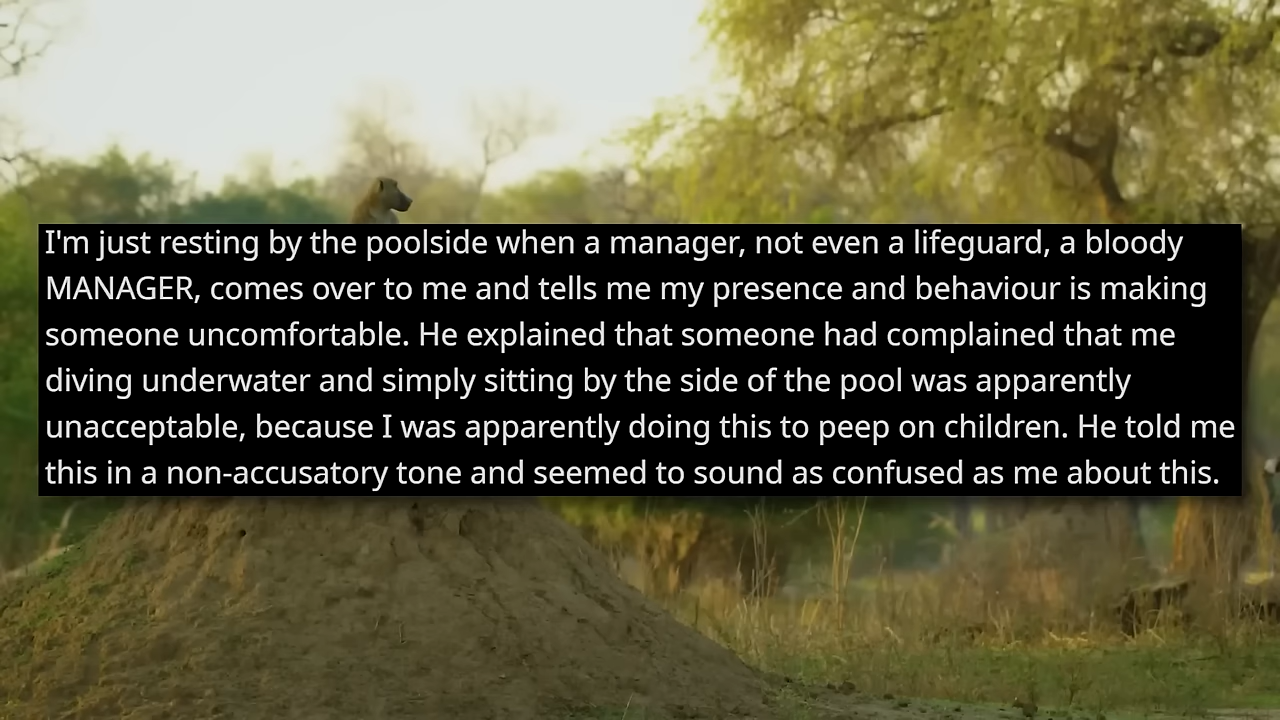 I'm just resting by the poolside when a manager, not even a lifeguard, a bloody
MANAGER, comes over to me and tells me my presence and behaviour is making
someone uncomfortable. He explained that someone had complained that me
diving underwater and simply sitting by the side of the pool was apparently
unacceptable, because I was apparently doing this to peep on children. He told me
this in a non-accusatory tone and seemed to sound as confused as me about this.